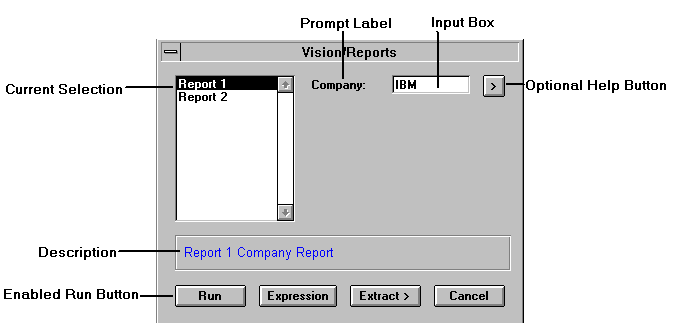 Prompt Label
Input Box
Vision/Reports
Current Selection
Report 1
Report 2
Company:
IBM
>
Optional Help Button
Description
Report 1 Company Report
Enabled Run Button
Run
Expression
Extract >
Cancel